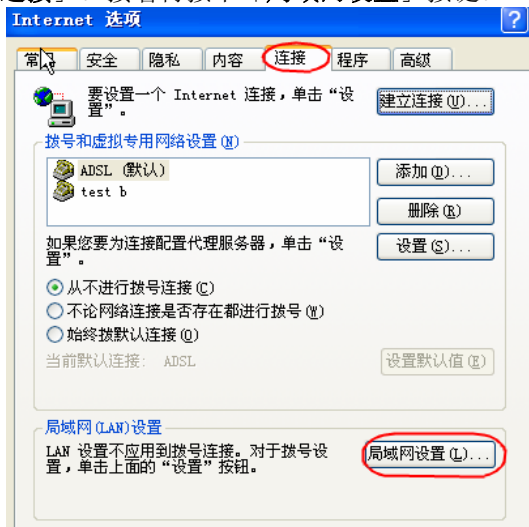 Internet 选项
常规 安全 隐私 内容 连接 程序 高级
要设置一个 Internet 连接，单击“设
置”。
建立连接(U)...
拨号和虚拟专用网络设置(N)
ADSL (默认)
test b
添加(D)...
删除(R)
如果您要为连接配置代理服务器，单击“设
置”。
设置(S)...
从不进行拨号连接(C)
不论网络连接是否存在都进行拨号(W)
始终拨默认连接(O)
当前默认连接: ADSL
设置默认值(E)
局域网(LAN)设置
LAN 设置不应用到拨号连接。对于拨号设
置，单击上面的“设置”按钮。
局域网设置(L)...